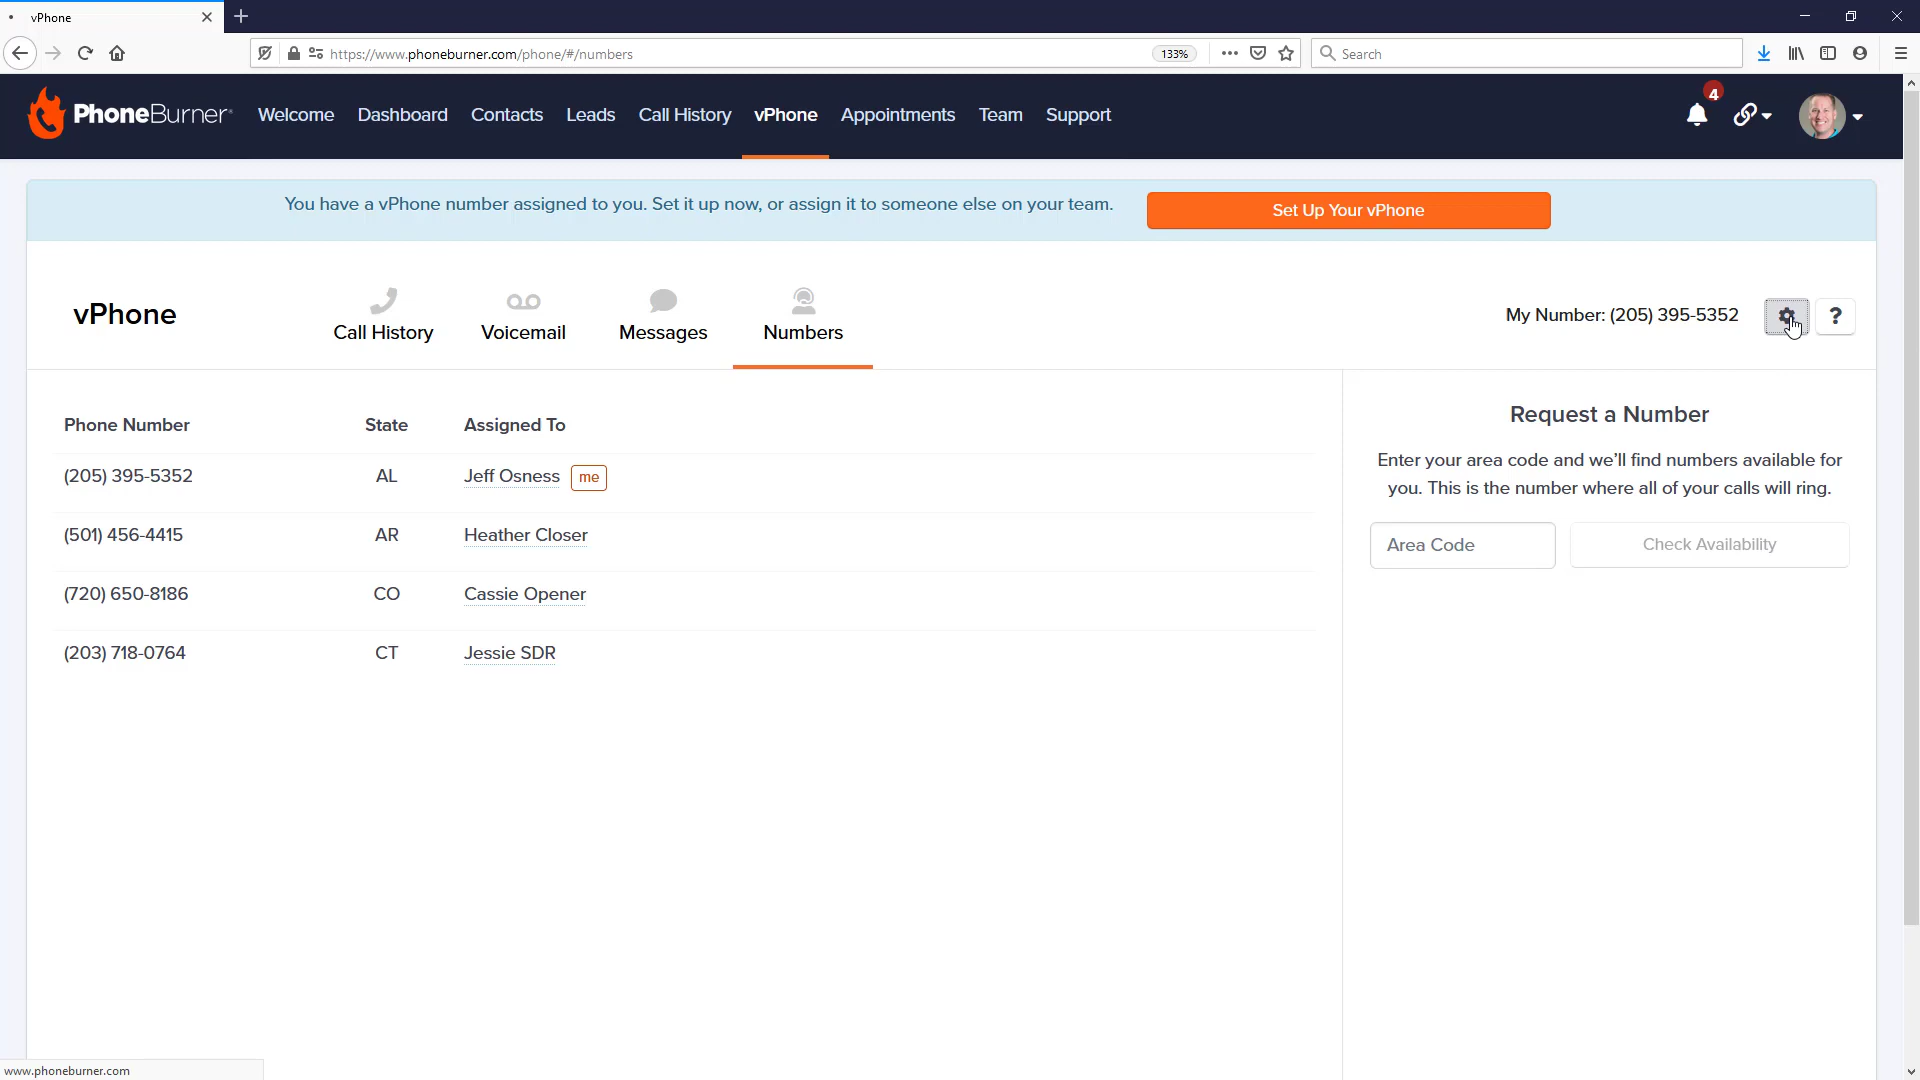 vPhone
https://www.phoneburner.com/phone/#/numbers
133%
Search
PhoneBurner
Welcome
Dashboard
Contacts
Leads
Call History
vPhone
Appointments
Team
Support
4
You have a vPhone number assigned to you. Set it up now, or assign it to someone else on your team.
Set Up Your vPhone
vPhone
Call History
Voicemail
Messages
Numbers
My Number: (205) 395-5352
?
Phone Number State Assigned To
(205) 395-5352 AL Jeff Osness me
(501) 456-4415 AR Heather Closer
(720) 650-8186 CO Cassie Opener
(203) 718-0764 CT Jessie SDR
Request a Number
Enter your area code and we'll find numbers available for
you. This is the number where all of your calls will ring.
Area Code
Check Availability
www.phoneburner.com